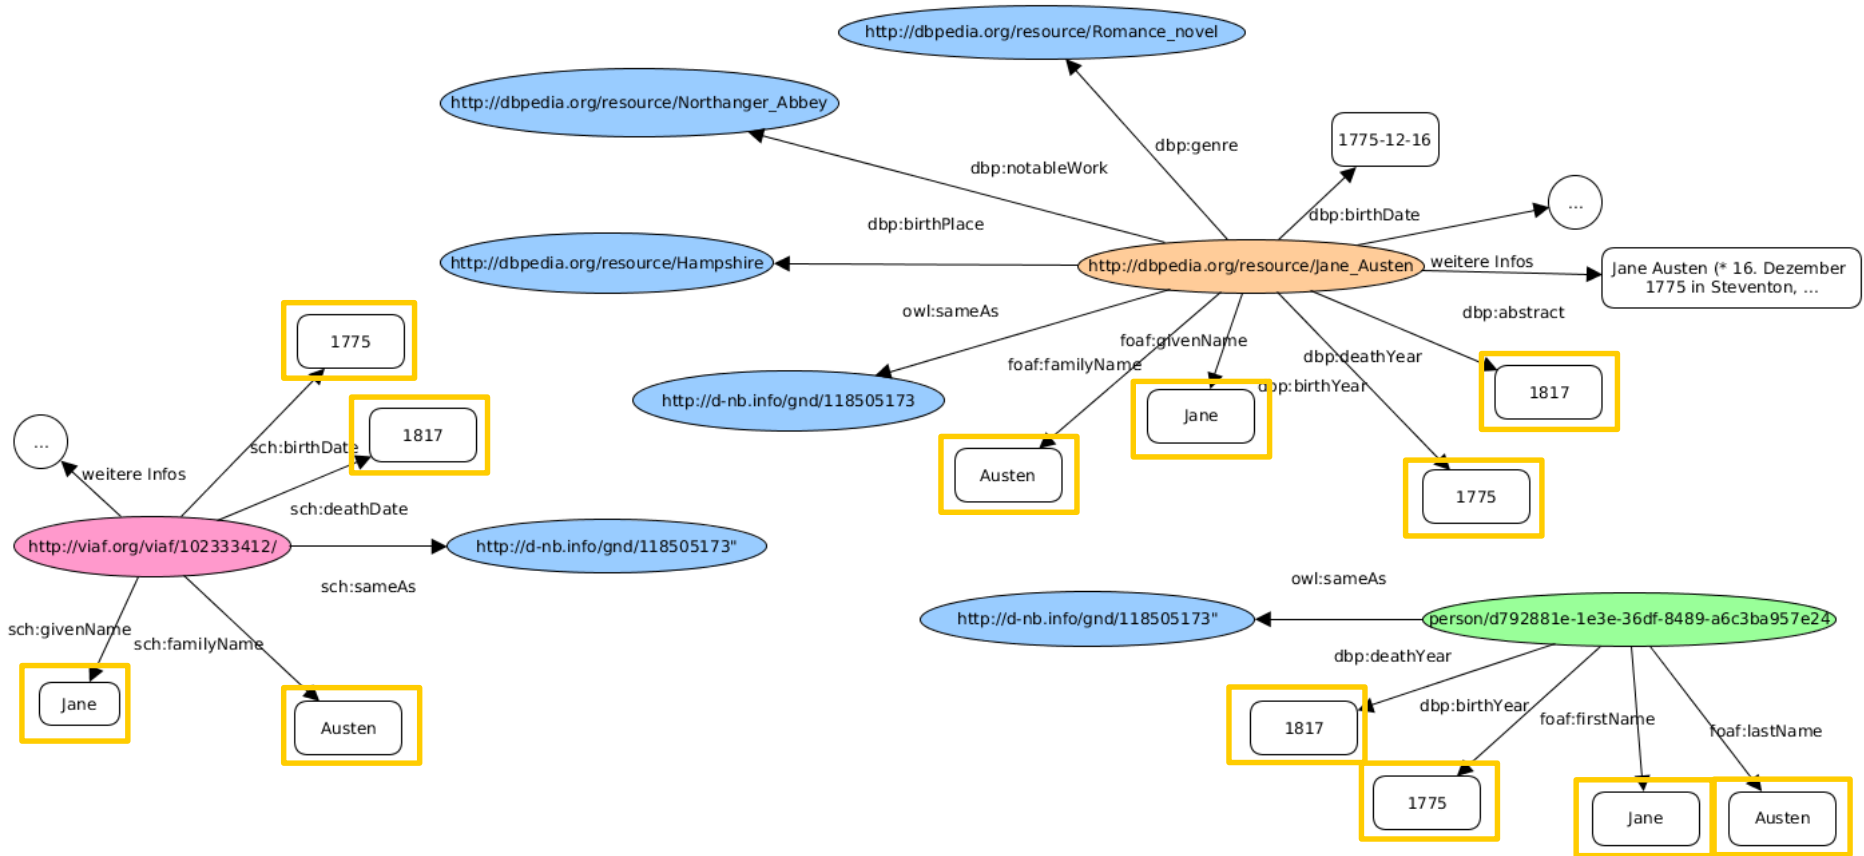 http://dbpedia.org/resource/Romance_novel
http://dbpedia.org/resource/Northanger_Abbey
dbp:genre
1775-12-16
dbp:notableWork
...
dbp:birthDate
dbp:birthPlace
http://dbpedia.org/resource/Hampshire
http://dbpedia.org/resource/Jane_Austen
weitere Infos
Jane Austen (* 16. Dezember
1775 in Steventon, ...
owl:sameAs
dbp:abstract
foaf:givenName
foaf:familyName
dbp:deathYear
dbp:birthYear
http://d-nb.info/gnd/118505173
Jane
1817
Austen
1775
1775
1817
...
sch:birthDate
weitere Infos
sch:deathDate
http://viaf.org/viaf/102333412/
http://d-nb.info/gnd/118505173"
sch:sameAs
sch:givenName
sch:familyName
Jane
Austen
owl:sameAs
http://d-nb.info/gnd/118505173"
person/d792881e-1e3e-36df-8489-a6c3ba957e24
dbp:deathYear
dbp:birthYear
foaf:firstName
foaf:lastName
1817
1775
Jane
Austen